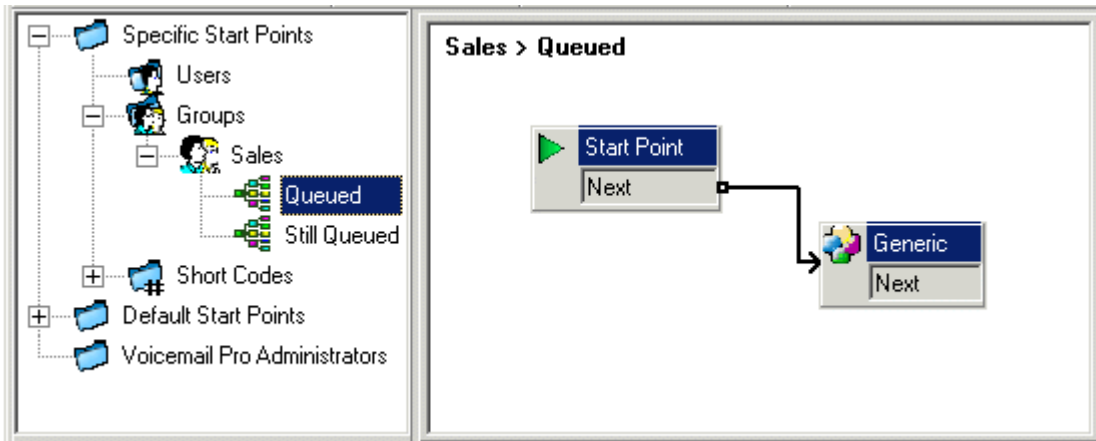 Specific Start Points
Users
Groups
Sales
Queued
Still Queued
Short Codes
Default Start Points
Voicemail Pro Administrators
Sales > Queued
Start Point
Next
Generic
Next